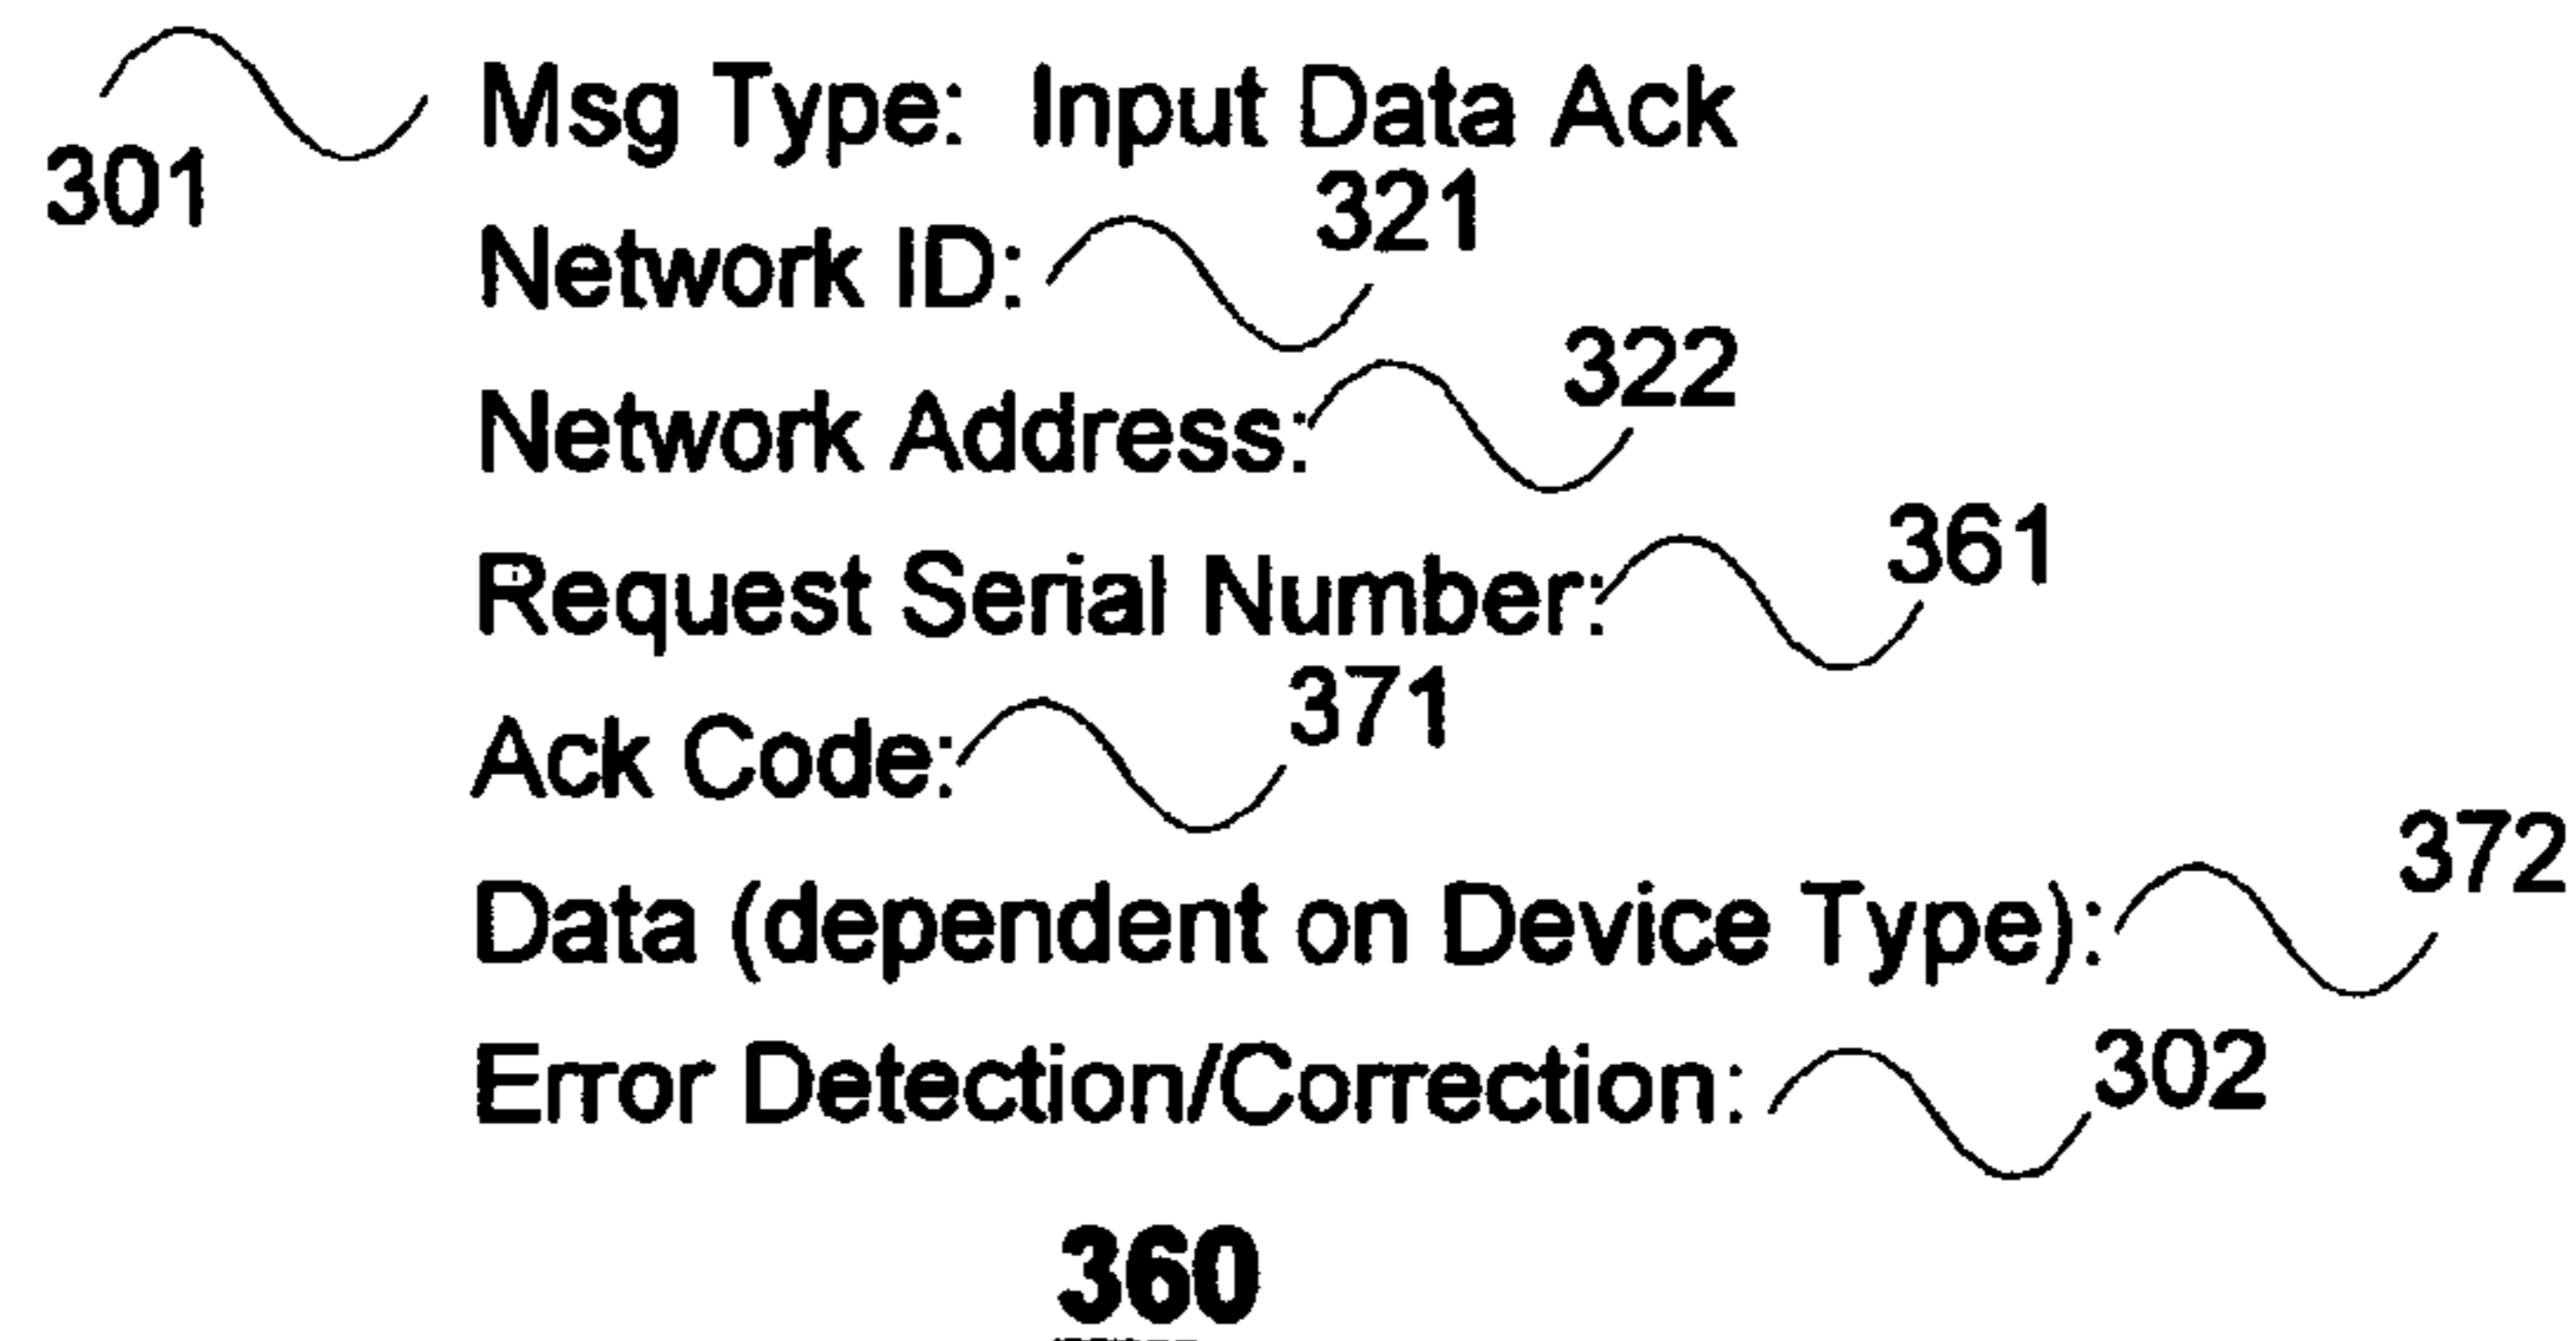 301 Msg Type: Input Data Ack
Network ID: 321
Network Address: 322
Request Serial Number: 361
Ack Code: 371
Data (dependent on Device Type): 372
Error Detection/Correction: 302
360